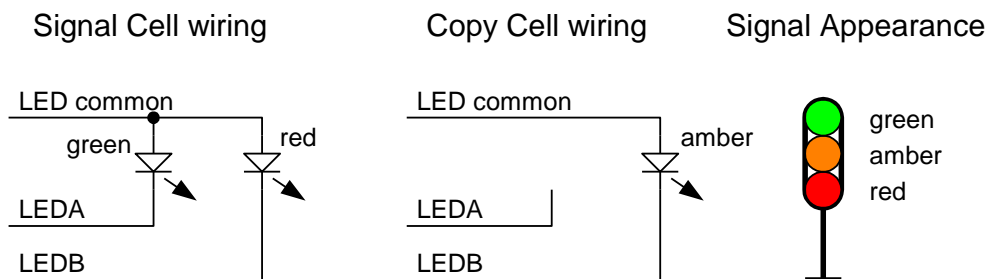 Signal Cell wiring
LED common
green
red
LEDA
LEDB
Copy Cell wiring
LED common
amber
LEDA
LEDB
Signal Appearance
green
amber
red